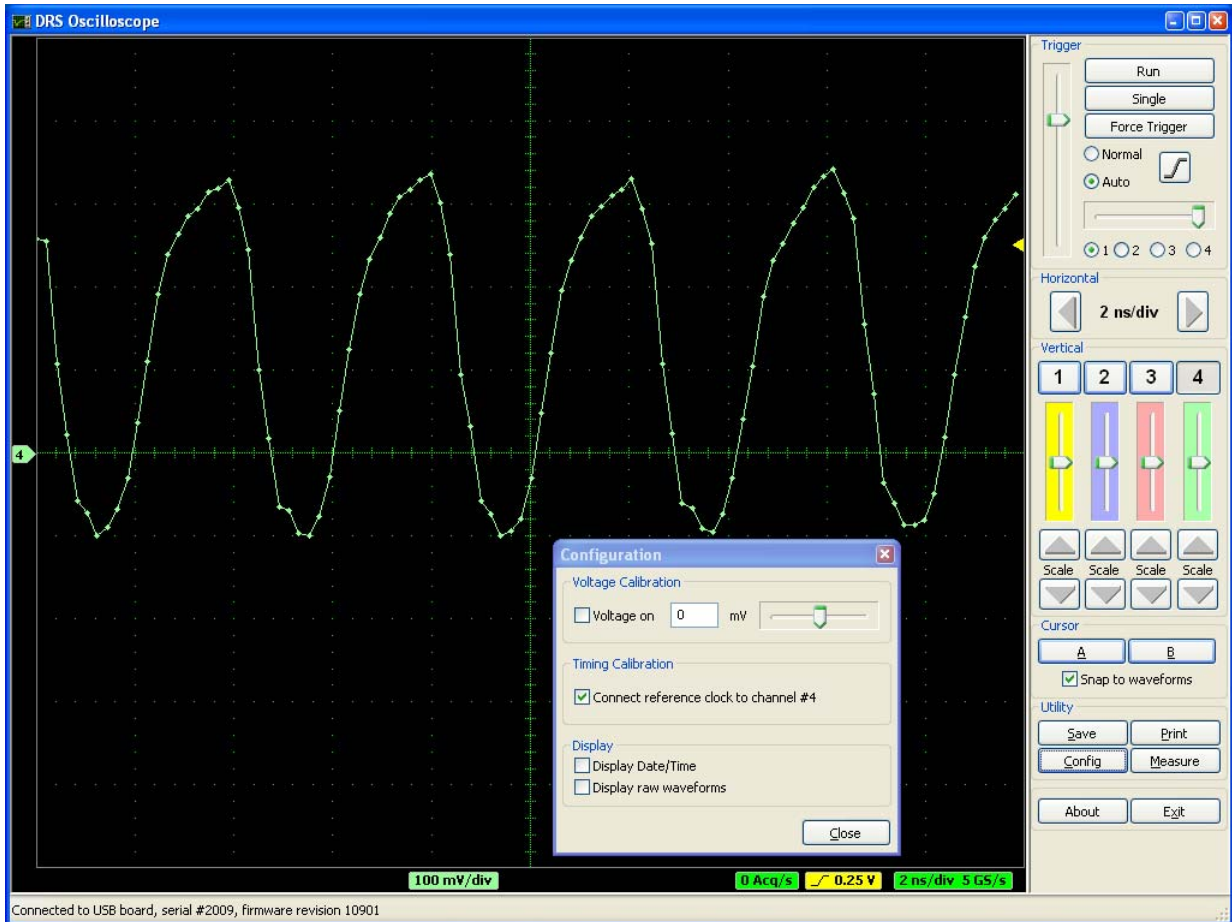 DRS Oscilloscope
Trigger
Run
Single
Force Trigger
Normal
Auto
1 2 3 4
Horizontal
2 ns/div
Vertical
1 2 3 4
Scale Scale Scale Scale
Cursor
A B
Snap to waveforms
Utility
Save Print
Config Measure
About Exit
4
Configuration
Voltage Calibration
Voltage on 0 mV
Timing Calibration
Connect reference clock to channel #4
Display
Display Date/Time
Display raw waveforms
Close
100 mV/div 0 Acq/s 0.25 V 2 ns/div 5 GS/s
Connected to USB board, serial #2009, firmware revision 10901